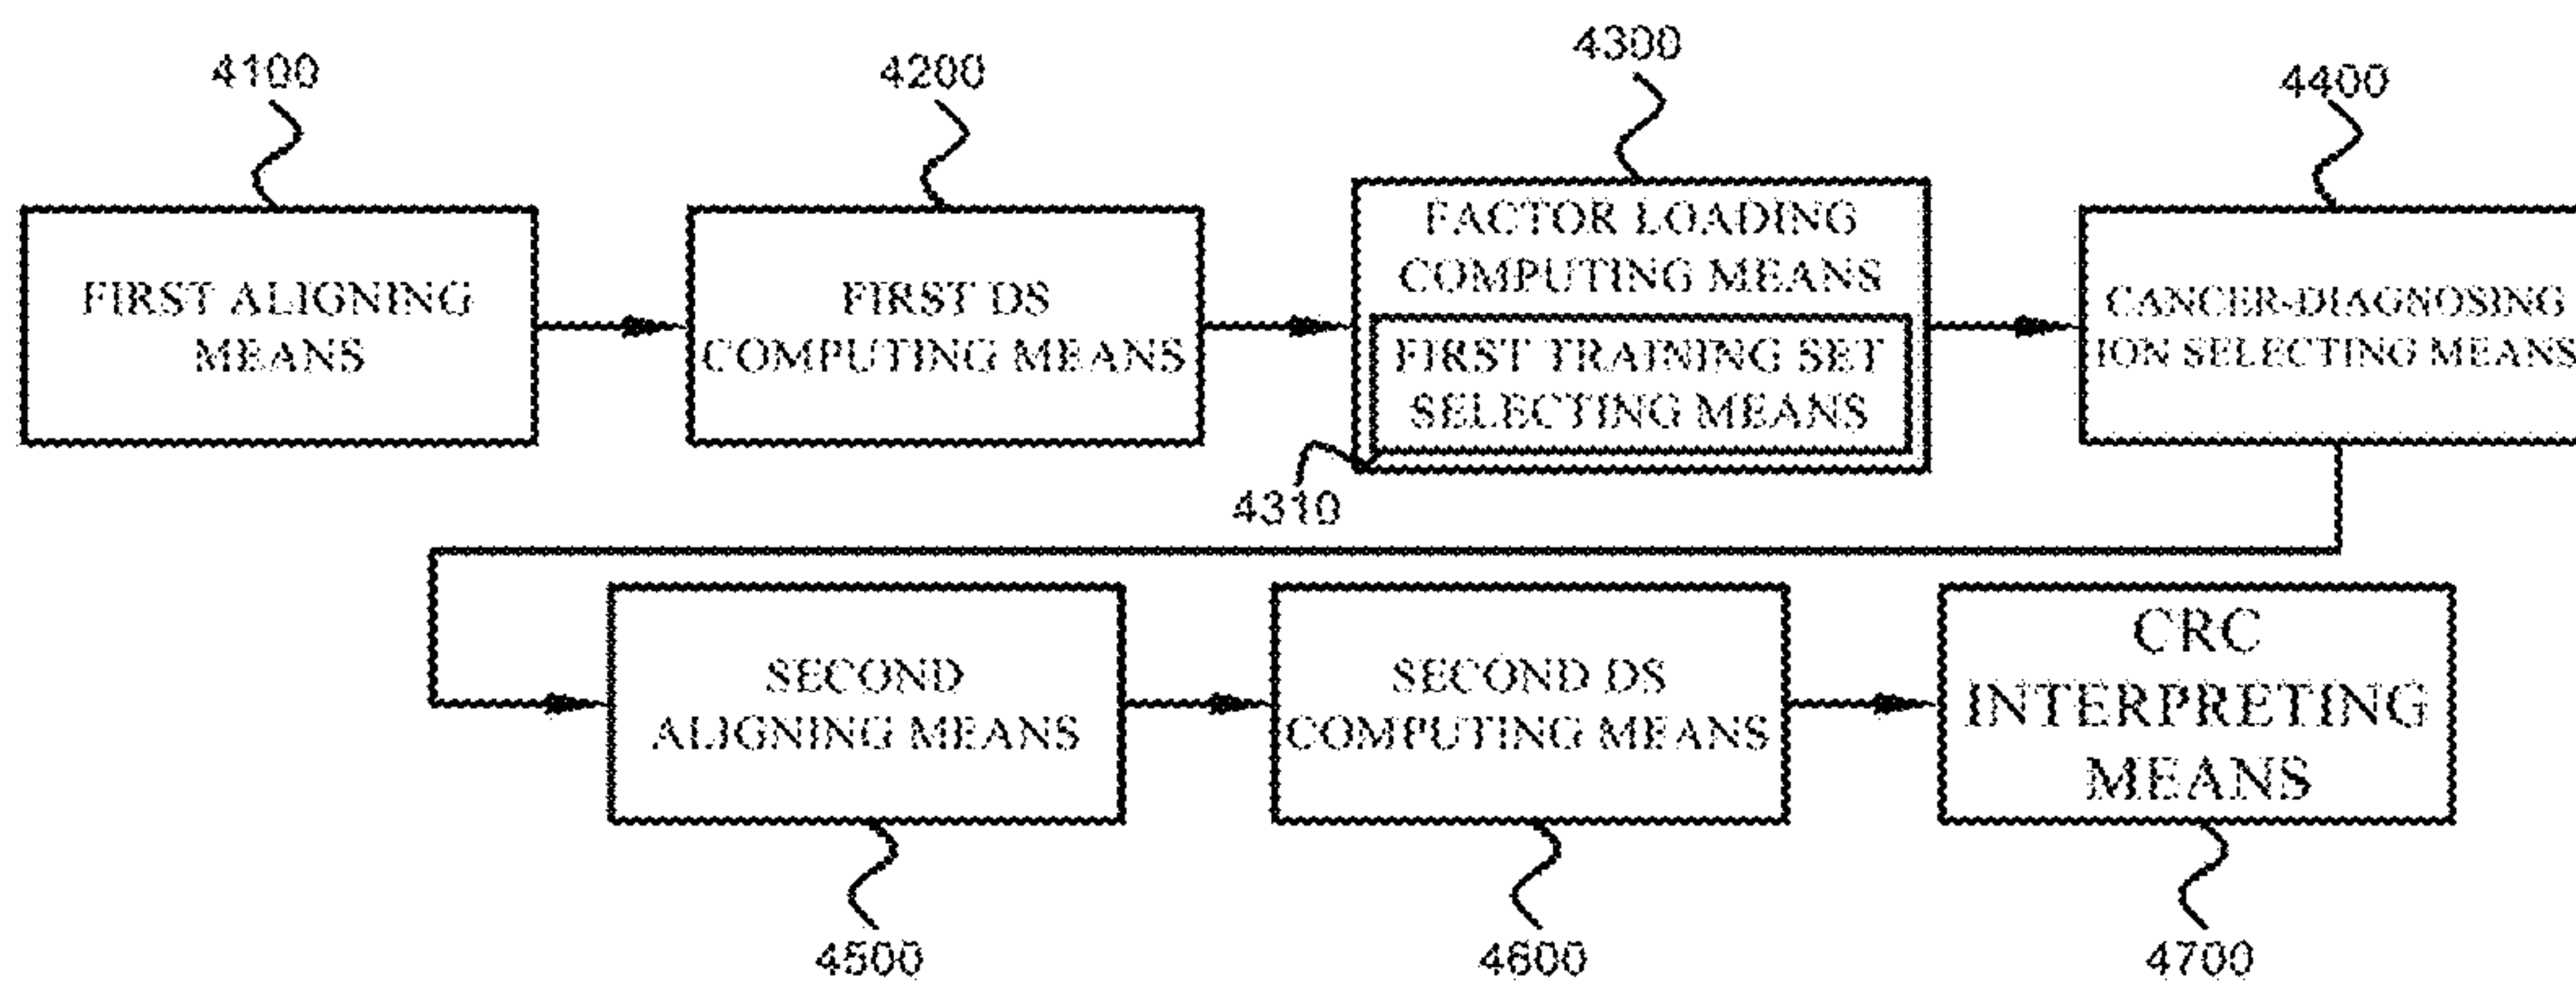 4100
4200
4300
4400
FIRST ALIGNING
MEANS
FIRST DS
COMPUTING MEANS
FACTOR LOADING
COMPUTING MEANS
FIRST TRAINING SET
SELECTING MEANS
CANCER-DIAGNOSING
ION SELECTING MEANS
4310
SECOND
ALIGNING MEANS
SECOND DS
COMPUTING MEANS
CRC
INTERPRETING
MEANS
4500
4600
4700